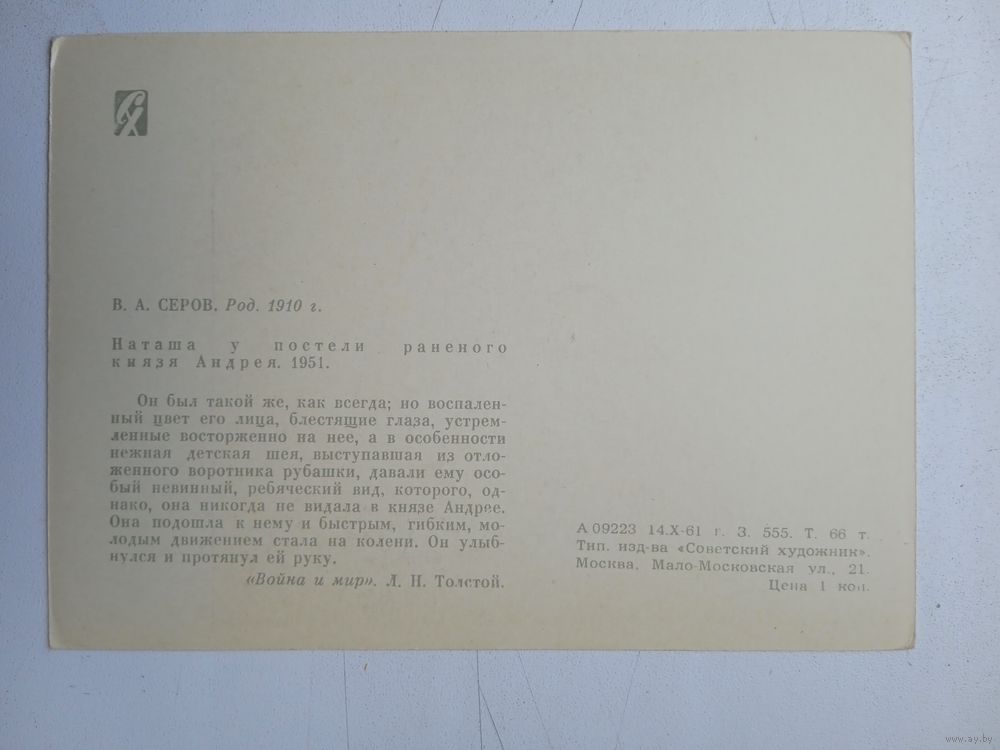 СХ
В. А. СЕРОВ. Род. 1910 г.
Наташа у постели раненого
князя Андрея. 1951.
Он был такой же, как всегда; но воспален-
ный цвет его лица, блестящие глаза, устрем-
ленные восторженно на нее, а в особенности
нежная детская шея, выступавшая из отло-
женного воротника рубашки, давали ему осо-
бый невинный, ребяческий вид, которого, од-
нако, она никогда не видала в князе Андрее.
Она подошла к нему и быстрым, гибким, мо-
лодым движением стала на колени. Он улыб-
нулся и протянул ей руку.
«Война и мир». Л. Н. Толстой.
А 09223 14.X-61 г. З. 555. Т. 66 т.
Тип. изд-ва «Советский художник».
Москва. Мало-Московская ул., 21.
Цена 1 коп.
www.ay.by